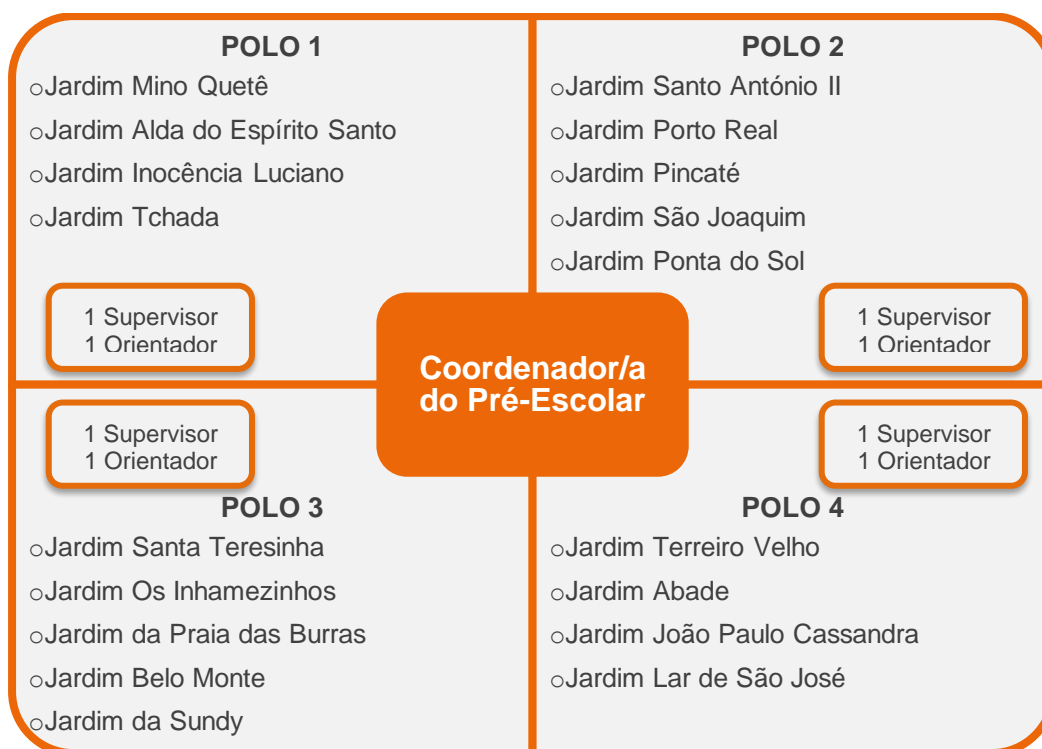 POLO 1
oJardim Mino Quetê
oJardim Alda do Espírito Santo
oJardim Inocência Luciano
oJardim Tchada
1 Supervisor
1 Orientador
POLO 2
oJardim Santo António II
oJardim Porto Real
oJardim Pincaté
oJardim São Joaquim
oJardim Ponta do Sol
1 Supervisor
1 Orientador
Coordenador/a
do Pré-Escolar
1 Supervisor
1 Orientador
POLO 3
oJardim Santa Teresinha
oJardim Os Inhamezinhos
oJardim da Praia das Burras
oJardim Belo Monte
oJardim da Sundy
1 Supervisor
1 Orientador
POLO 4
oJardim Terreiro Velho
oJardim Abade
oJardim João Paulo Cassandra
oJardim Lar de São José